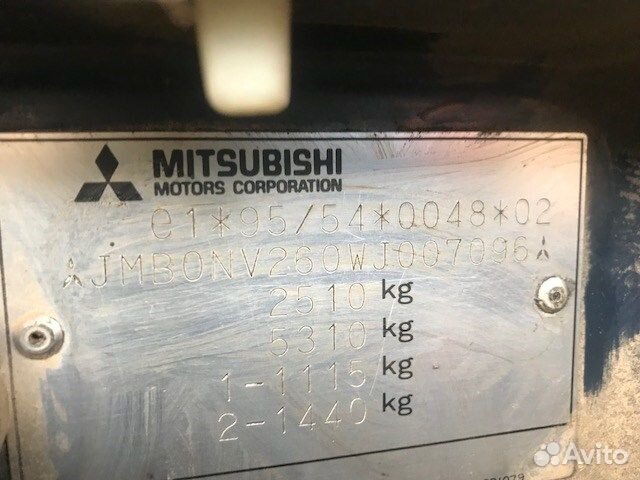 MITSUBISHI
MOTORS CORPORATION
e1*95/54*0048*02
JMB0NV260WJ007096
2510 kg
5310 kg
1-1115 kg
2-1440 kg
Avito